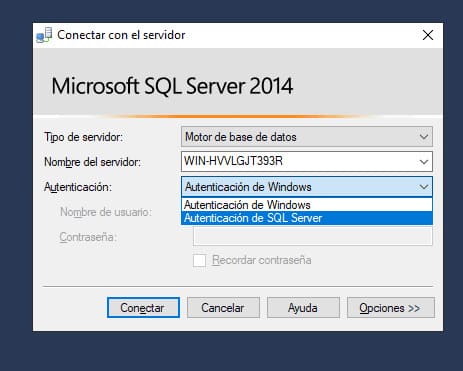 Conectar con el servidor
Microsoft SQL Server 2014
Tipo de servidor: Motor de base de datos
Nombre del servidor: WIN-HVVLGJT393R
Autenticación: Autenticación de Windows
Autenticación de Windows
Nombre de usuario: Autenticación de SQL Server
Contraseña:
Recordar contraseña
Conectar Cancelar Ayuda Opciones >>